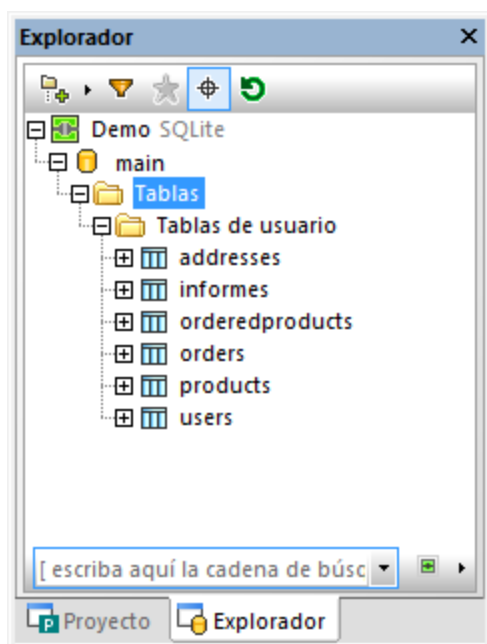 Explorador
Demo SQLite
main
Tablas
Tablas de usuario
addresses
informes
orderedproducts
orders
products
users
[ escriba aquí la cadena de búsc
Proyecto
Explorador